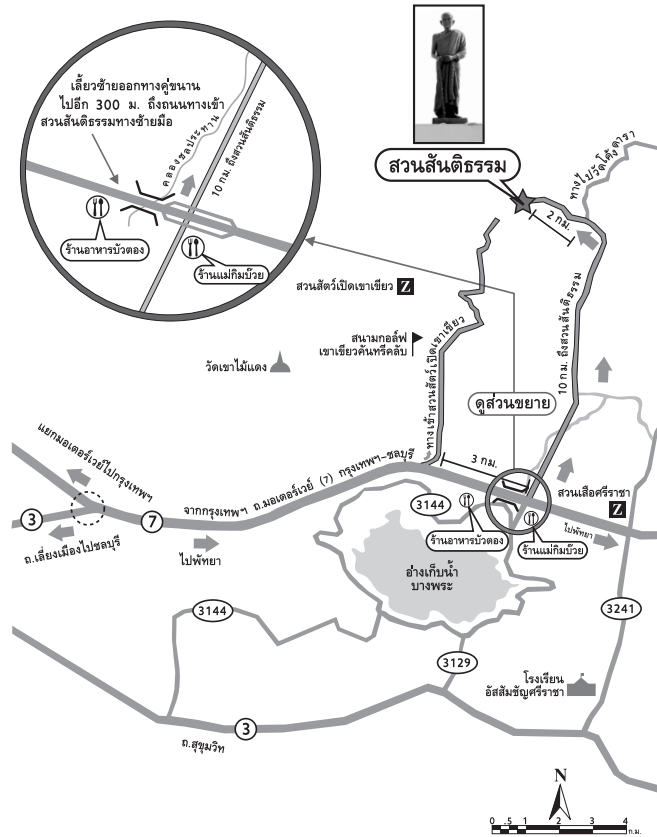 เลี้ยวซ้ายออกทางคู่ขนาน
ไปอีก 300 ม. ถึงถนนทางเข้า
สวนสันติธรรมทางซ้ายมือ
คลองชลประทาน
10 กม. ถึงสวนสันติธรรม
ร้านอาหารบัวตอง
ร้านแม่กิมบ๊วย
สวนสันติธรรม
ทางไปวัดโค้งดารา
2 กม.
สวนสัตว์เปิดเขาเขียว Z
สนามกอล์ฟ
เขาเขียวคันทรีคลับ
ทางเข้าสวนสัตว์เปิดเขาเขียว
10 กม. ถึงสวนสันติธรรม
วัดเขาไม้แดง
ดูส่วนขยาย
3 กม.
แยกมอเตอร์เวย์ไปกรุงเทพฯ
จากกรุงเทพฯ ถ.มอเตอร์เวย์ (7) กรุงเทพฯ-ชลบุรี
สวนเสือศรีราชา
Z
3144
3
7
ร้านอาหารบัวตอง
ร้านแม่กิมบ๊วย
ไปพัทยา
ถ.เลี่ยงเมืองไปชลบุรี
ไปพัทยา
อ่างเก็บน้ำ
บางพระ
3144
3241
3129
โรงเรียน
อัสสัมชัญศรีราชา
3
ถ.สุขุมวิท
N
0 .5 1 2 3 4
ก.ม.